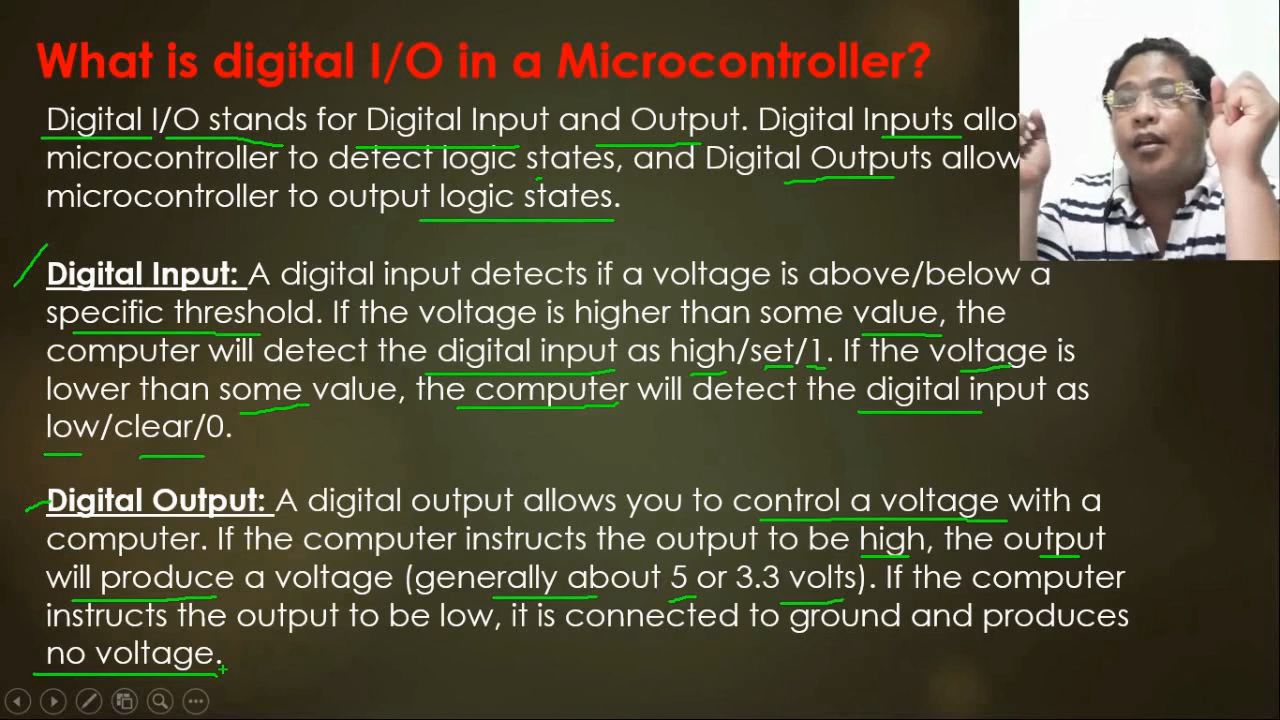 What is digital I/O in a Microcontroller?
Digital I/O stands for Digital Input and Output. Digital Inputs
microcontroller to detect logic states, and Digital Outputs allow
microcontroller to output logic states.
Digital Input: A digital input detects if a voltage is above/below a
specific threshold. If the voltage is higher than some value, the
computer will detect the digital input as high/set/1. If the voltage is
lower than some value, the computer will detect the digital input as
low/clear/0.
Digital Output: A digital output allows you to control a voltage with a
computer. If the computer instructs the output to be high, the output
will produce a voltage (generally about 5 or 3.3 volts). If the computer
instructs the output to be low, it is connected to ground and produces
no voltage.